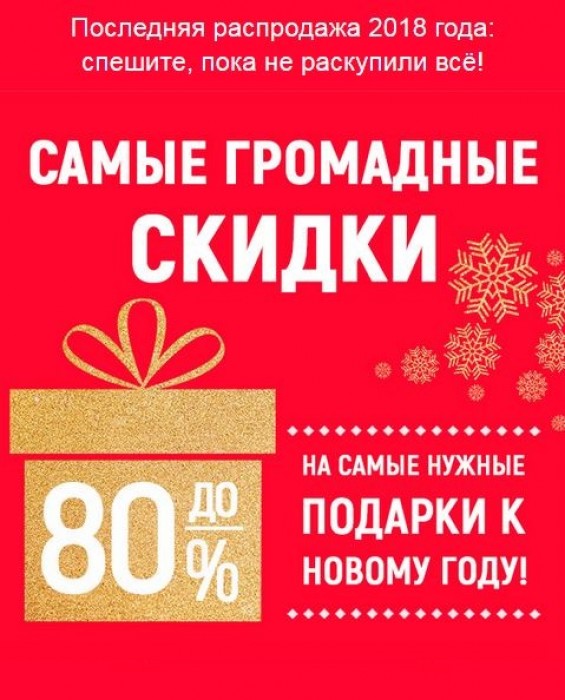 Последняя распродажа 2018 года:
спешите, пока не раскупили всё!
САМЫЕ ГРОМАДНЫЕ
СКИДКИ
ДО
80%
НА САМЫЕ НУЖНЫЕ
ПОДАРКИ К
НОВОМУ ГОДУ!